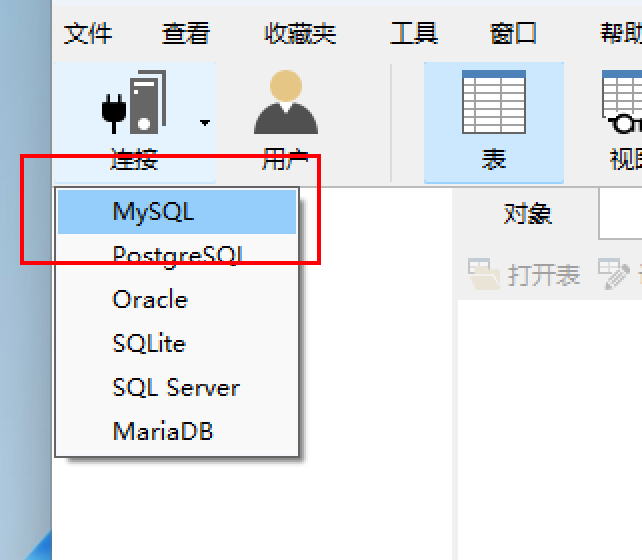 文件 查看 收藏夹 工具 窗口 帮助
连接 用户 表 视图
MySQL
PostgreSQL
Oracle
SQLite
SQL Server
MariaDB
对象
打开表